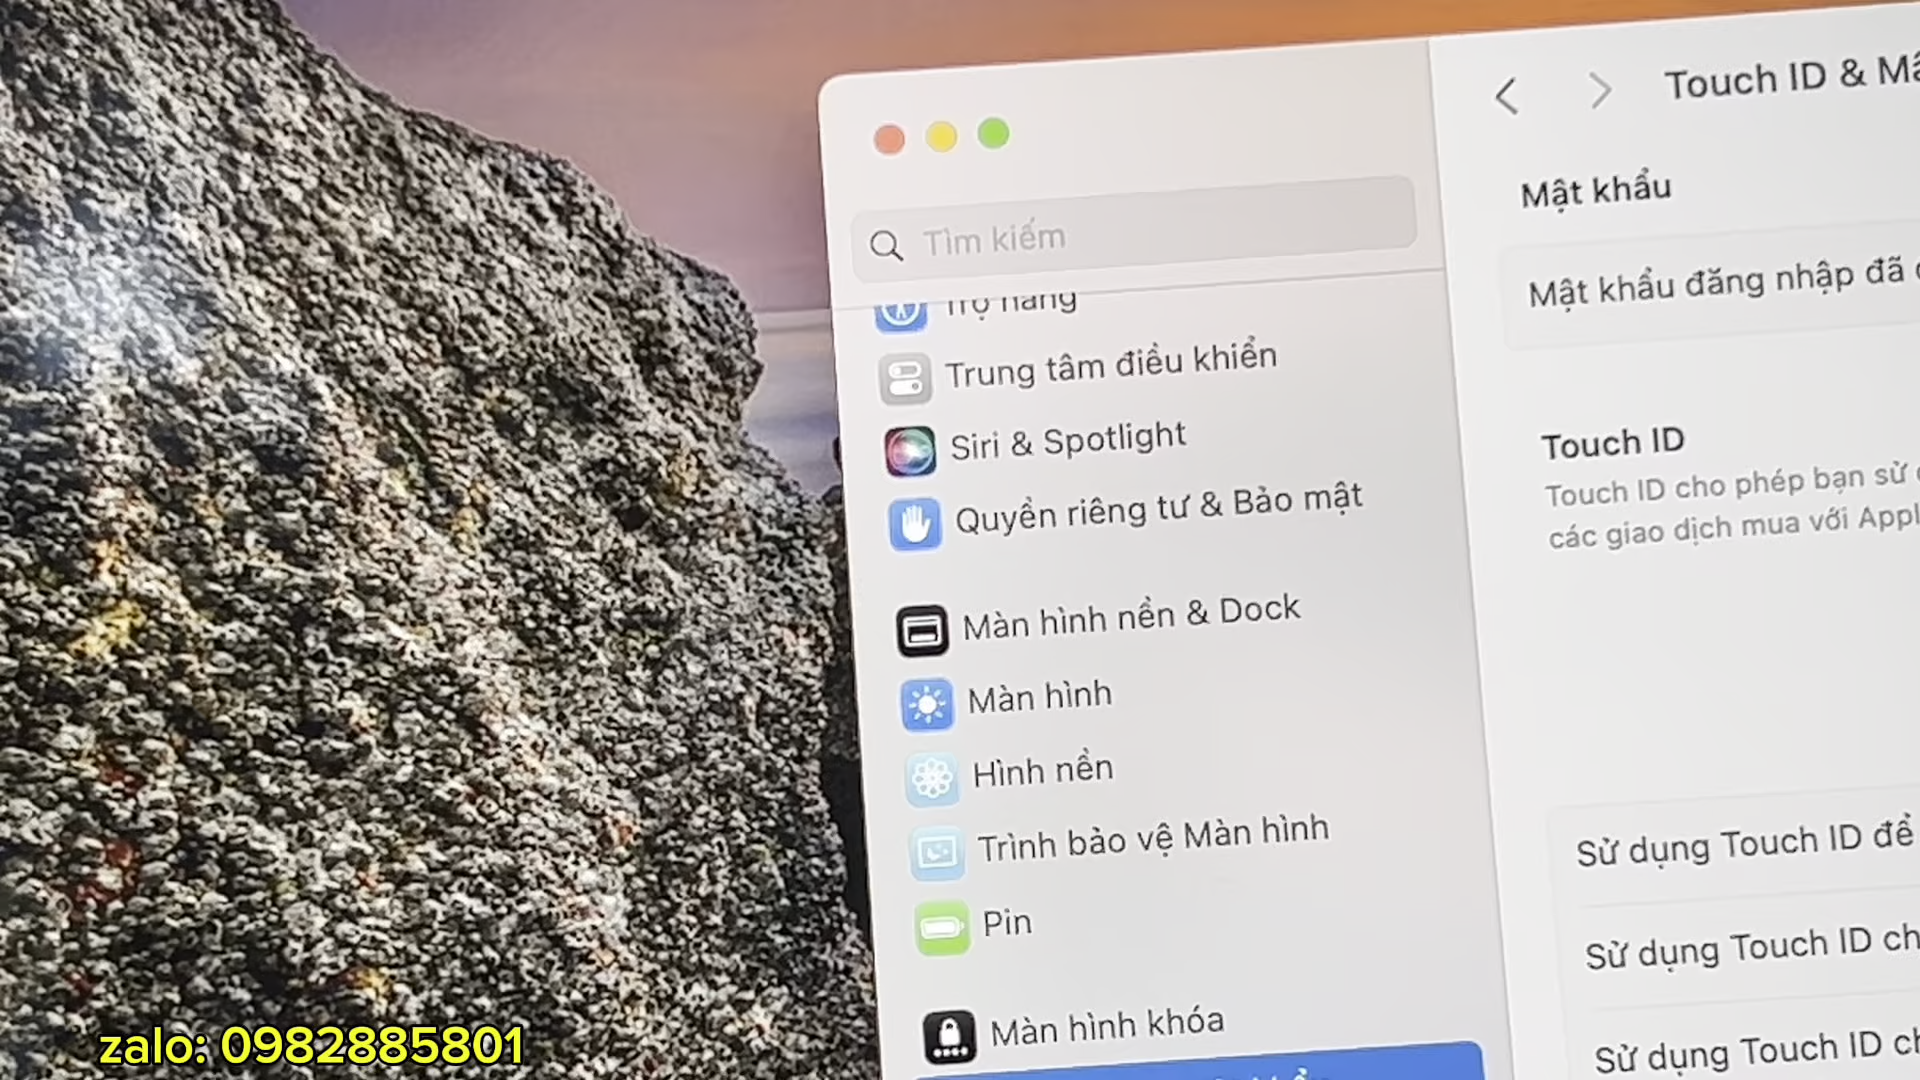 Touch ID & Mậ
Tìm kiếm
Trợ năng
Trung tâm điều khiển
Siri & Spotlight
Quyền riêng tư & Bảo mật
Màn hình nền & Dock
Màn hình
Hình nền
Trình bảo vệ Màn hình
Pin
Màn hình khóa
Mật khẩu
Mật khẩu đăng nhập đã
Touch ID
Touch ID cho phép bạn sử
các giao dịch mua với Appl
Sử dụng Touch ID để
Sử dụng Touch ID ch
Sử dụng Touch ID ch
zalo: 0982885801